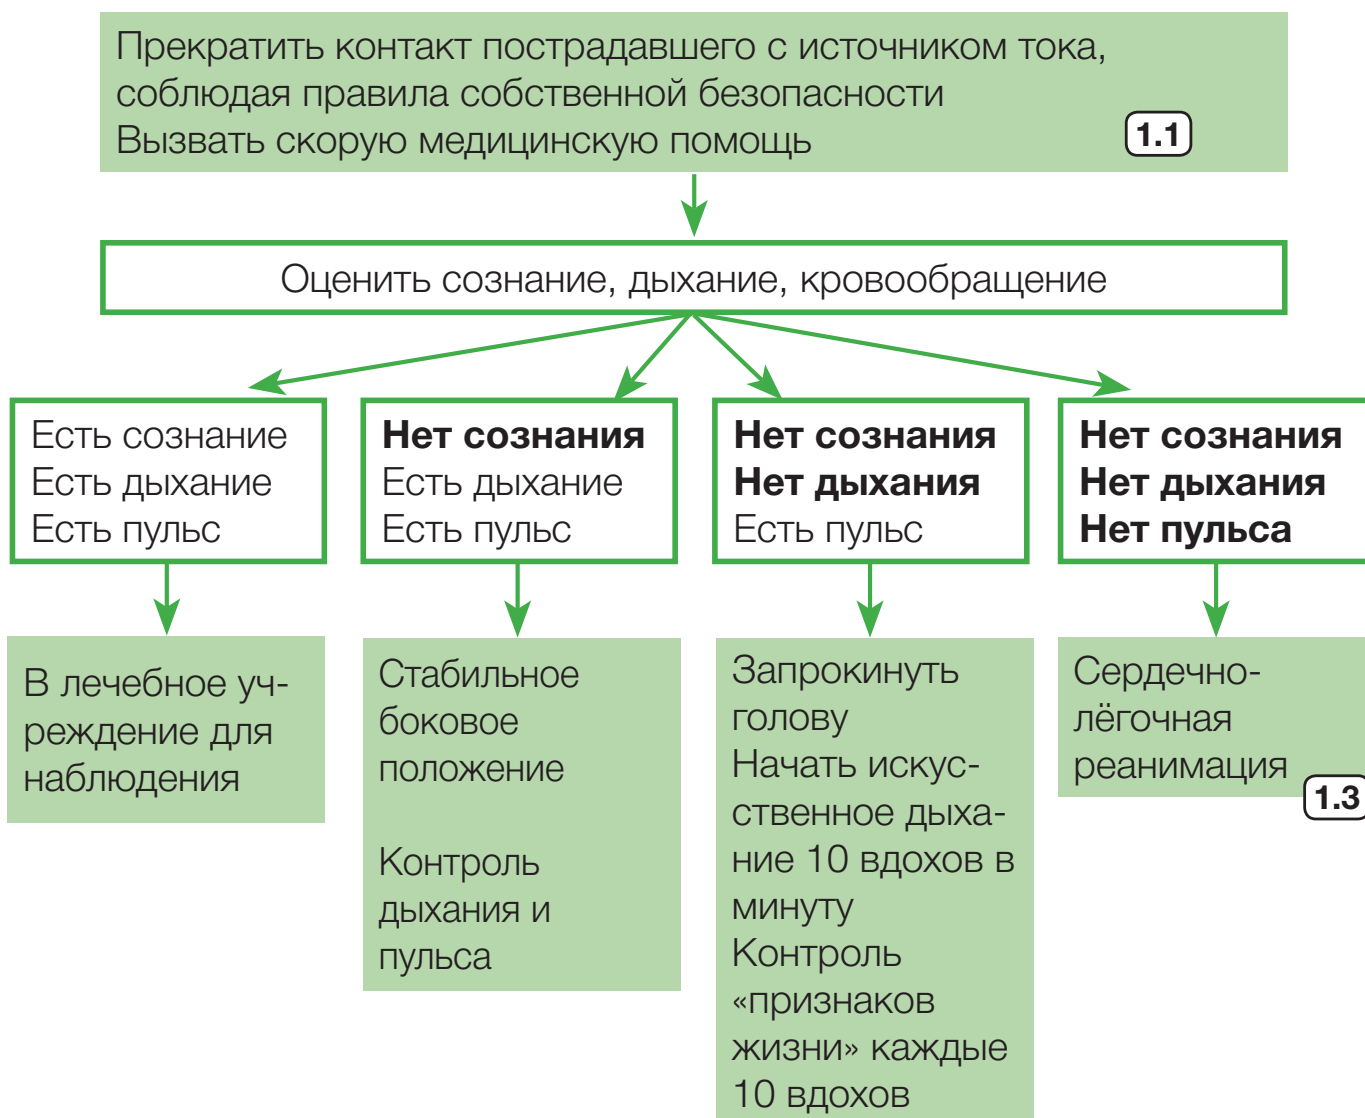 Прекратить контакт пострадавшего с источником тока,
соблюдая правила собственной безопасности
Вызвать скорую медицинскую помощь
1.1
Оценить сознание, дыхание, кровообращение
Есть сознание
Есть дыхание
Есть пульс
Нет сознания
Есть дыхание
Есть пульс
Нет сознания
Нет дыхания
Есть пульс
Нет сознания
Нет дыхания
Нет пульса
В лечебное уч-
реждение для
наблюдения
Стабильное
боковое
положение
Контроль
дыхания и
пульса
Запрокинуть
голову
Начать искус-
ственное дыха-
ние 10 вдохов в
минуту
Контроль
«признаков
жизни» каждые
10 вдохов
Сердечно-
лёгочная
реанимация
1.3